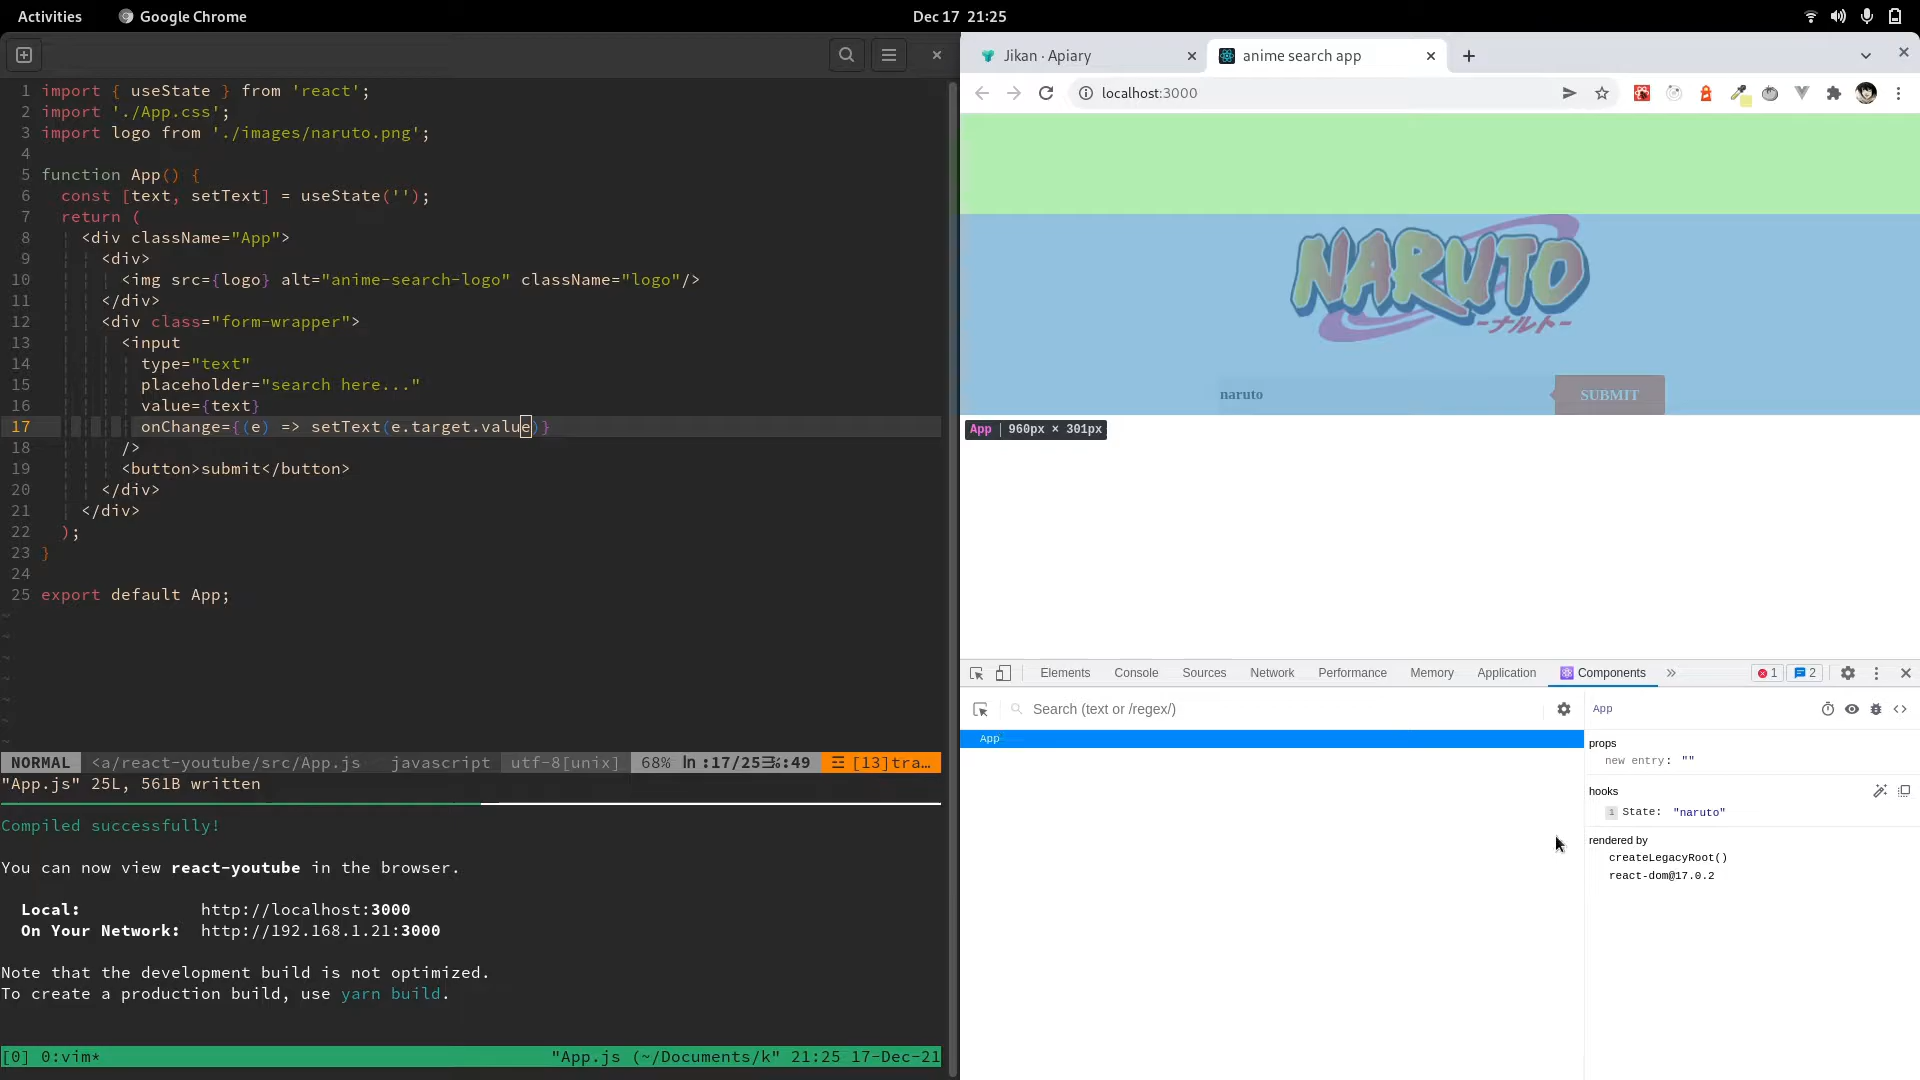 Activities
Google Chrome
Dec 17 21:25
1 import { useState } from 'react';
2 import './App.css';
3 import logo from './images/naruto.png';
4
5 function App() {
6 const [text, setText] = useState('');
7 return (
8 <div className="App">
9 <div>
10 <img src={logo} alt="anime-search-logo" className="logo"/>
11 </div>
12 <div class="form-wrapper">
13 <input
14 type="text"
15 placeholder="search here..."
16 value={text}
17 onChange={(e) => setText(e.target.value)}
18 />
19 <button>submit</button>
20 </div>
21 </div>
22 );
23 }
24
25 export default App;
~
~
~
~
~
~
~
NORMAL <a/react-youtube/src/App.js javascript utf-8[unix] 68% ln :17/25 :49 [13]tra…
"App.js" 25L, 561B written
Compiled successfully!
You can now view react-youtube in the browser.
Local: http://localhost:3000
On Your Network: http://192.168.1.21:3000
Note that the development build is not optimized.
To create a production build, use yarn build.
[0] 0:vim* "App.js (~/Documents/k" 21:25 17-Dec-21
Jikan · Apiary
anime search app
localhost:3000
NARUTO
-ナルト-
naruto
SUBMIT
App | 960px × 301px
Elements Console Sources Network Performance Memory Application Components » 1 2
Search (text or /regex/)
App
App
props
new entry: ""
hooks
1 State: "naruto"
rendered by
createLegacyRoot()
react-dom@17.0.2